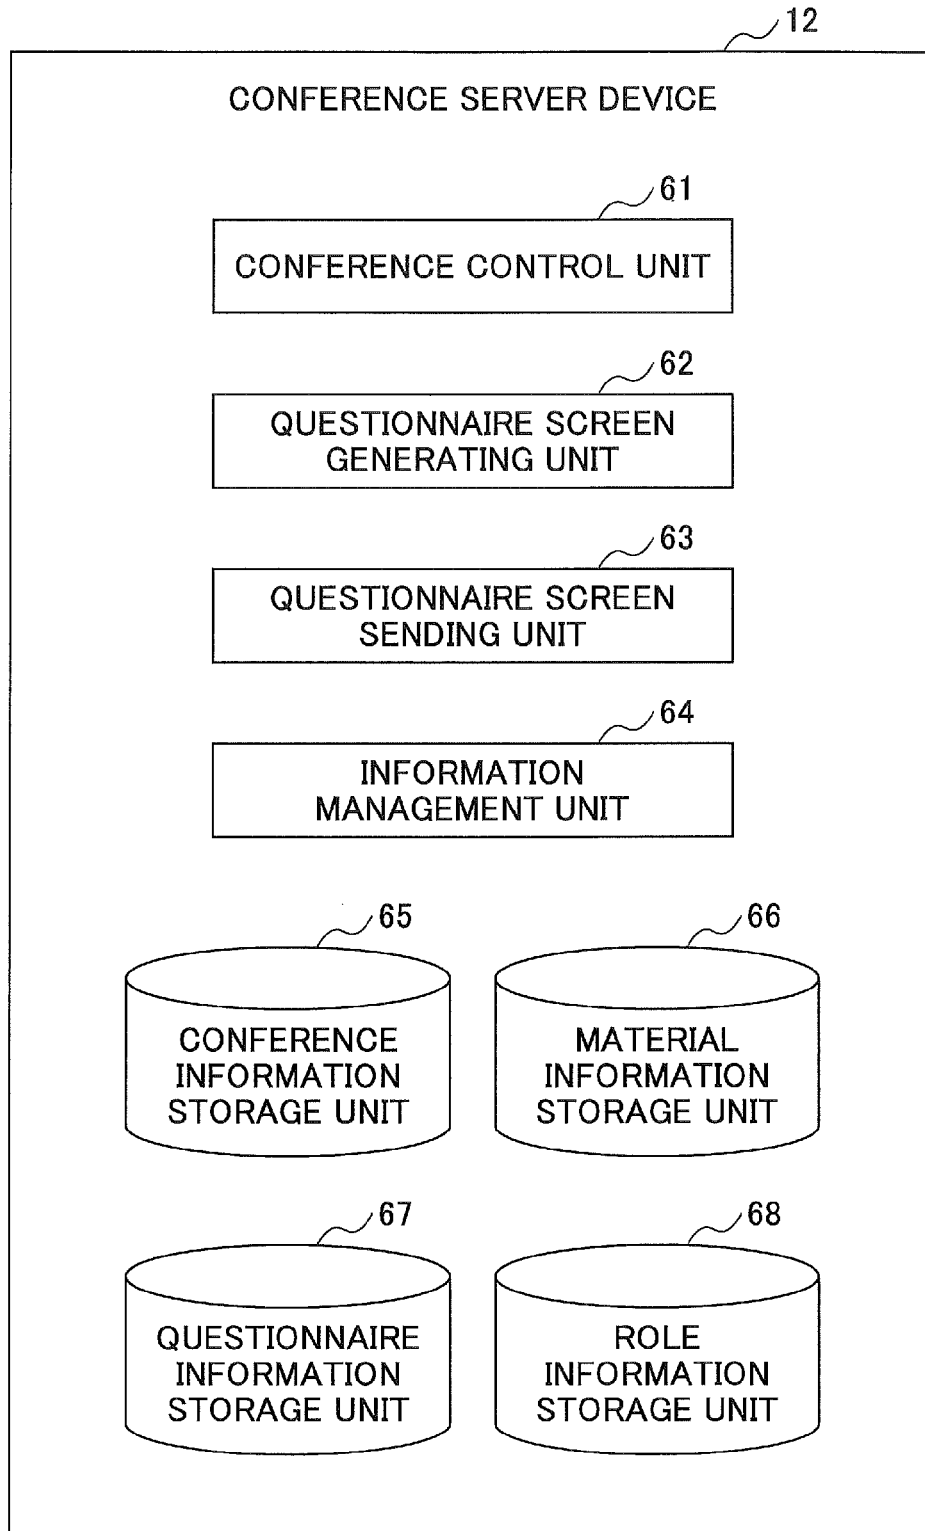 12
CONFERENCE SERVER DEVICE
61
CONFERENCE CONTROL UNIT
62
QUESTIONNAIRE SCREEN
GENERATING UNIT
63
QUESTIONNAIRE SCREEN
SENDING UNIT
64
INFORMATION
MANAGEMENT UNIT
65
CONFERENCE
INFORMATION
STORAGE UNIT
66
MATERIAL
INFORMATION
STORAGE UNIT
67
QUESTIONNAIRE
INFORMATION
STORAGE UNIT
68
ROLE
INFORMATION
STORAGE UNIT